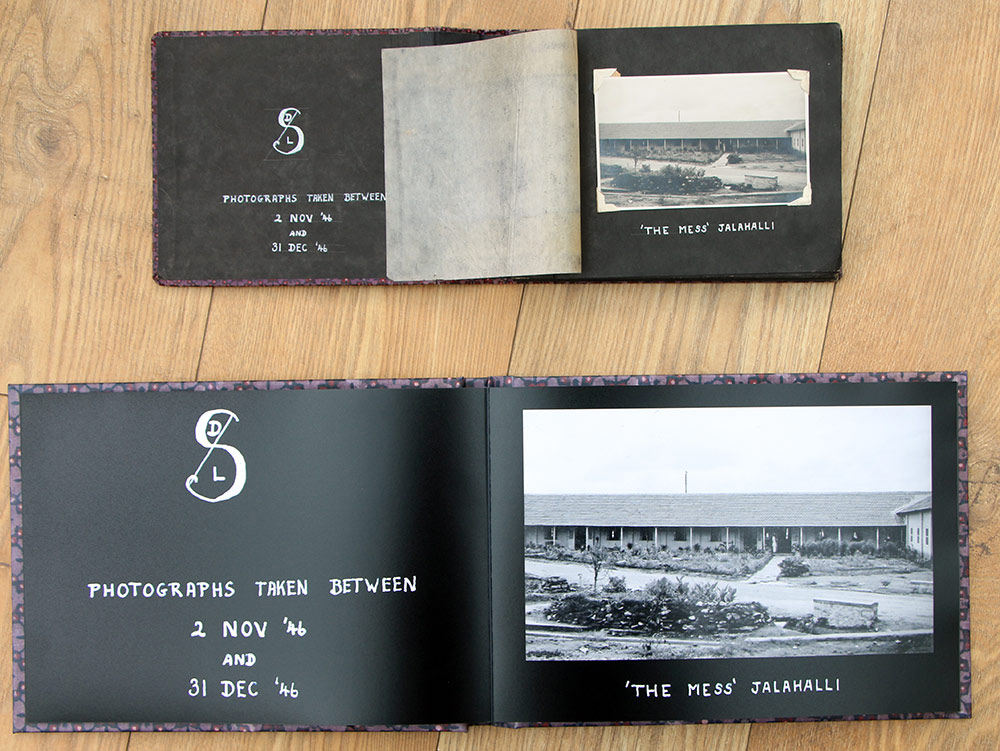 D
S
L
PHOTOGRAPHS TAKEN BETWEEN
2 NOV '46
AND
31 DEC '46
'THE MESS' JALAHALLI
D
S
L
PHOTOGRAPHS TAKEN BETWEEN
2 NOV '46
AND
31 DEC '46
'THE MESS' JALAHALLI